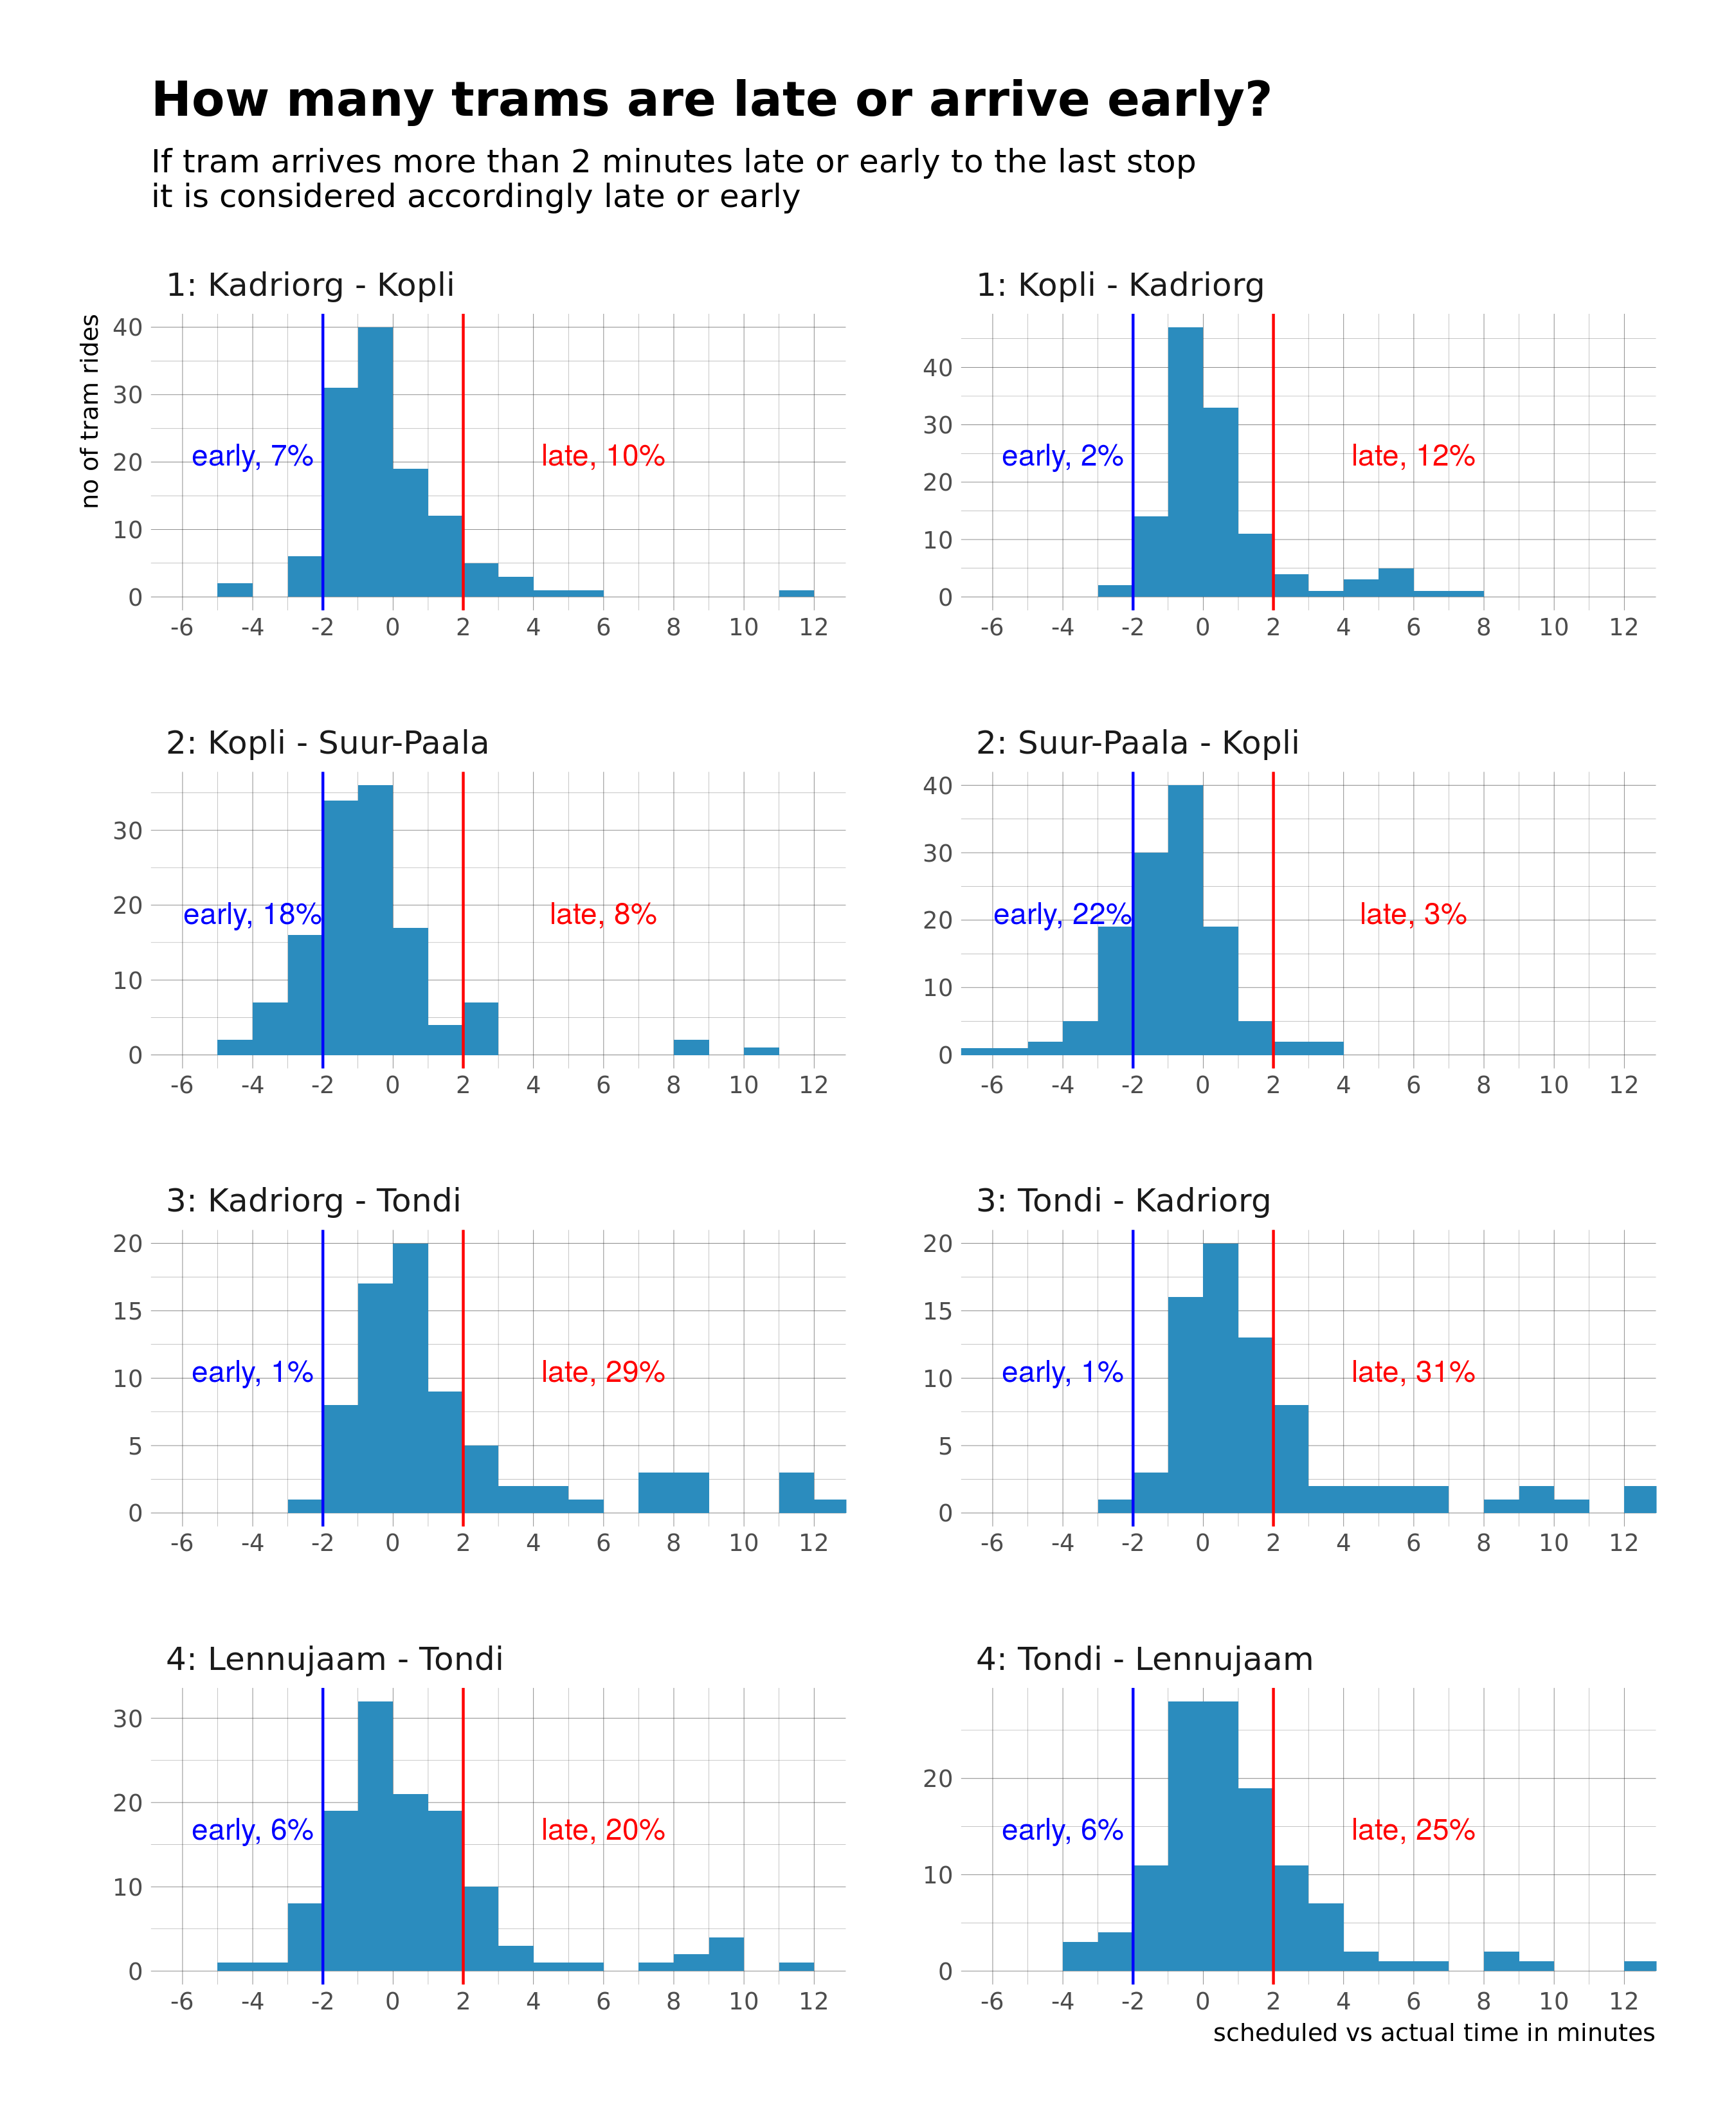 How many trams are late or arrive early?
If tram arrives more than 2 minutes late or early to the last stop
it is considered accordingly late or early
1: Kadriorg - Kopli
no of tram rides
40
30
20
10
0
early, 7%
late, 10%
-6 -4 -2 0 2 4 6 8 10 12
1: Kopli - Kadriorg
40
30
20
10
0
early, 2%
late, 12%
-6 -4 -2 0 2 4 6 8 10 12
2: Kopli - Suur-Paala
30
20
10
0
early, 18%
late, 8%
-6 -4 -2 0 2 4 6 8 10 12
2: Suur-Paala - Kopli
40
30
20
10
0
early, 22%
late, 3%
-6 -4 -2 0 2 4 6 8 10 12
3: Kadriorg - Tondi
20
15
10
5
0
early, 1%
late, 29%
-6 -4 -2 0 2 4 6 8 10 12
3: Tondi - Kadriorg
20
15
10
5
0
early, 1%
late, 31%
-6 -4 -2 0 2 4 6 8 10 12
4: Lennujaam - Tondi
30
20
10
0
early, 6%
late, 20%
-6 -4 -2 0 2 4 6 8 10 12
4: Tondi - Lennujaam
20
10
0
early, 6%
late, 25%
-6 -4 -2 0 2 4 6 8 10 12
scheduled vs actual time in minutes